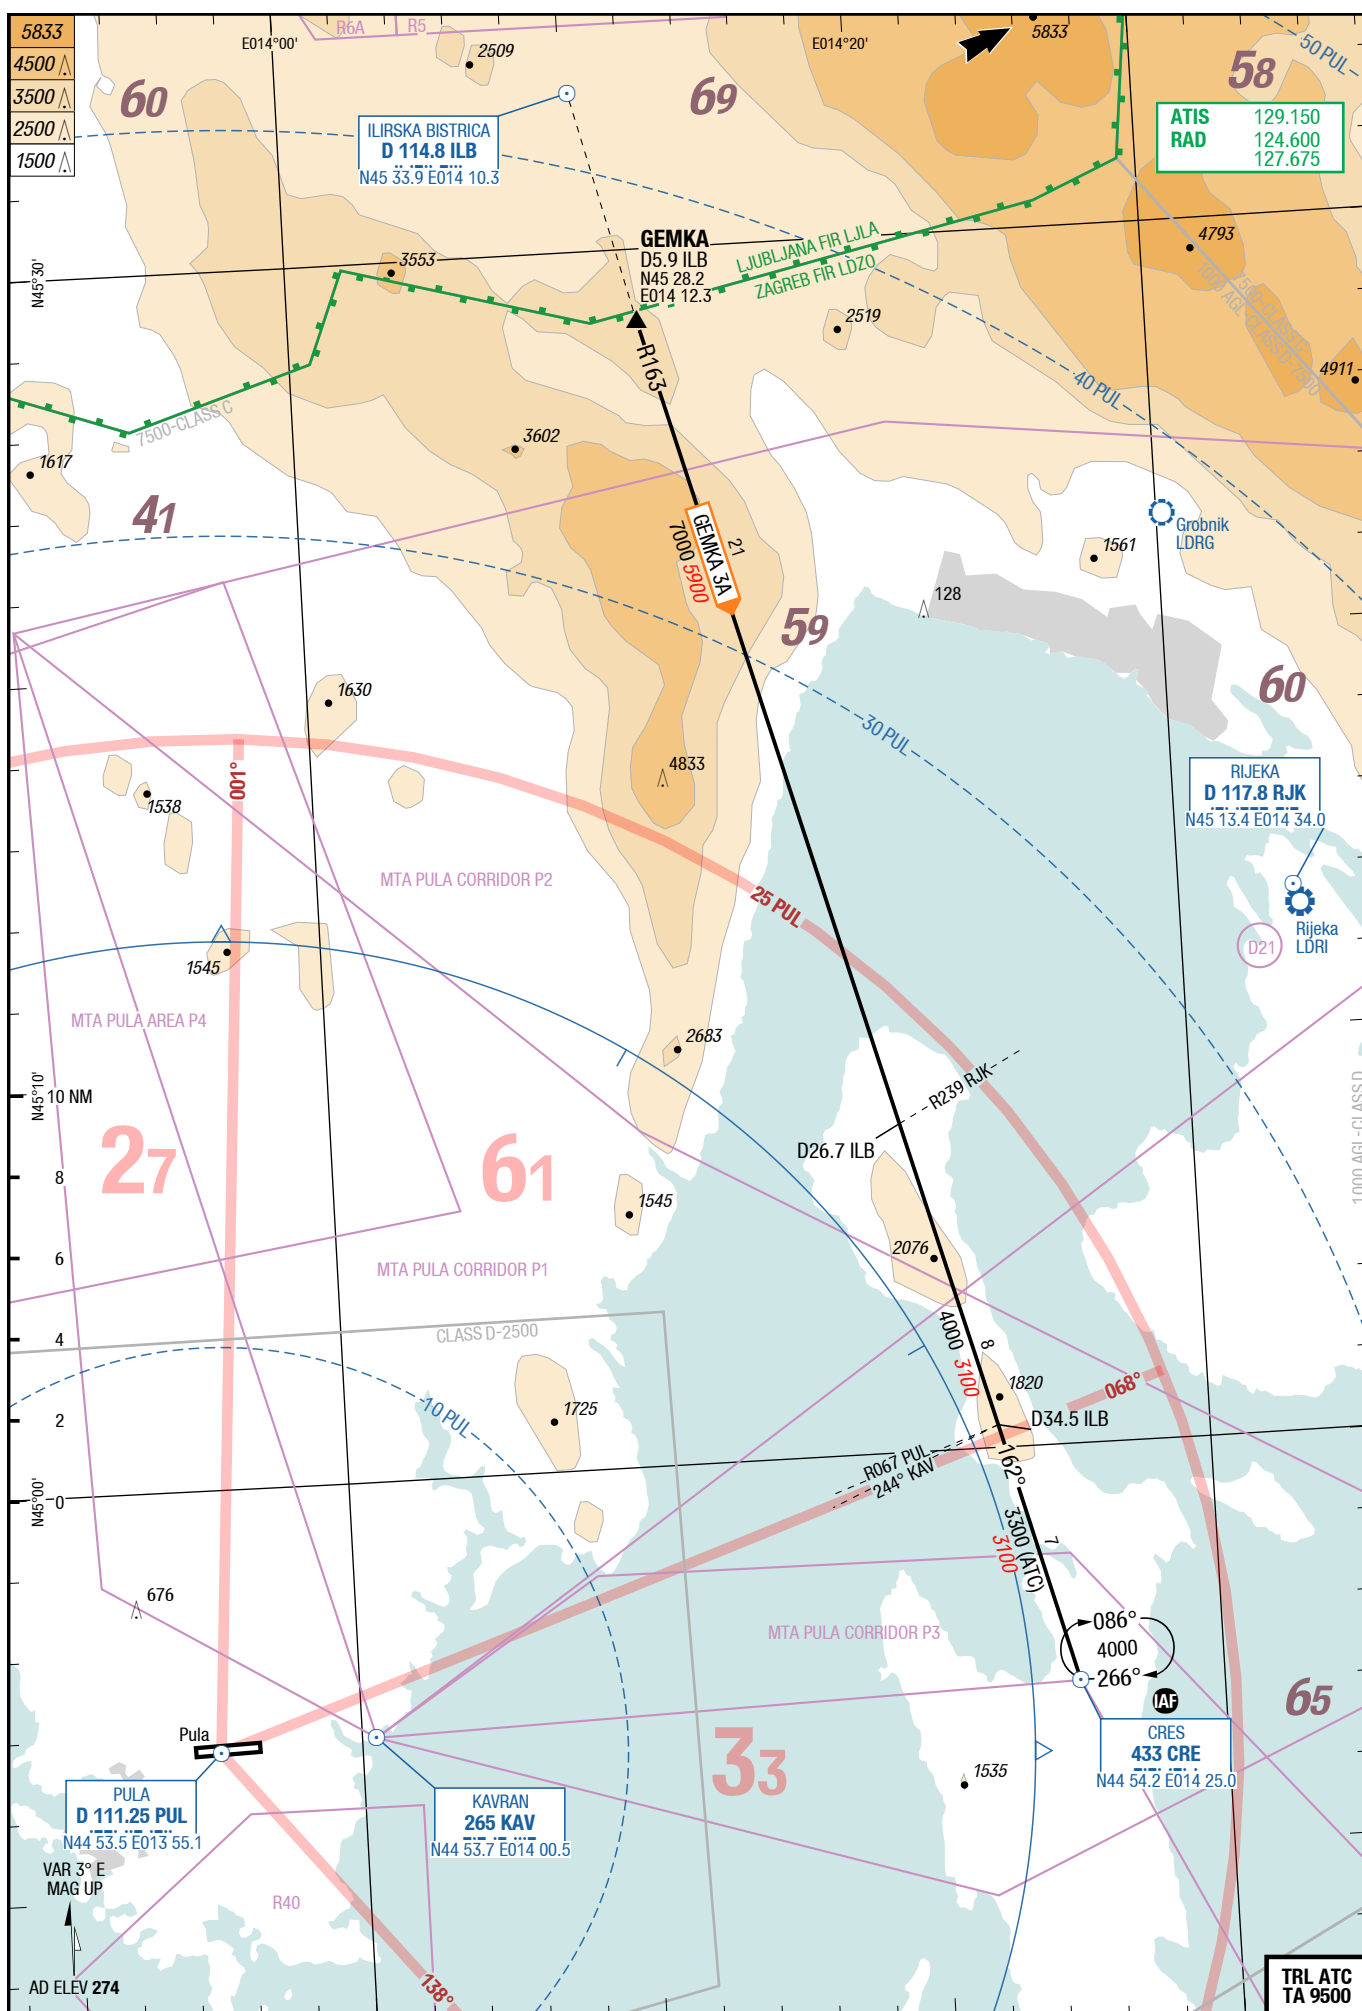 5833
4500
3500
2500
1500
E014°00'
R6A
R5
2509
E014°20'
5833
50 PUL
60
69
58
ILIRSKA BISTRICA
D 114.8 ILB
N45 33.9 E014 10.3
ATIS 129.150
RAD 124.600
127.675
GEMKA
D5.9 ILB
N45 28.2
E014 12.3
LJUBLJANA FIR LJLA
ZAGREB FIR LDZO
4793
3553
N45°30'
2519
R163
40 PUL
4911
7500-CLASS C
3602
1617
41
GEMKA 3A
21
7000 5900
Grobnik
LDRG
1561
128
59
60
1630
30 PUL
4833
001°
1538
RIJEKA
D 117.8 RJK
N45 13.4 E014 34.0
MTA PULA CORRIDOR P2
25 PUL
Rijeka
LDRI
D21
1545
MTA PULA AREA P4
2683
N45°10'
10 NM
R239 RJK
1000 AGL-CLASS D
D26.7 ILB
27
61
8
1545
6
2076
MTA PULA CORRIDOR P1
4
CLASS D-2500
4000 3100
8
1820
068°
10 PUL
1725
2
D34.5 ILB
R067 PUL
244° KAV
162°
N45°00'
0
3300 (ATC)
3100
7
676
MTA PULA CORRIDOR P3
086°
4000
266°
IAF
65
Pula
33
CRES
433 CRE
N44 54.2 E014 25.0
1535
PULA
D 111.25 PUL
N44 53.5 E013 55.1
KAVRAN
265 KAV
N44 53.7 E014 00.5
VAR 3° E
MAG UP
R40
138°
AD ELEV 274
TRL ATC
TA 9500